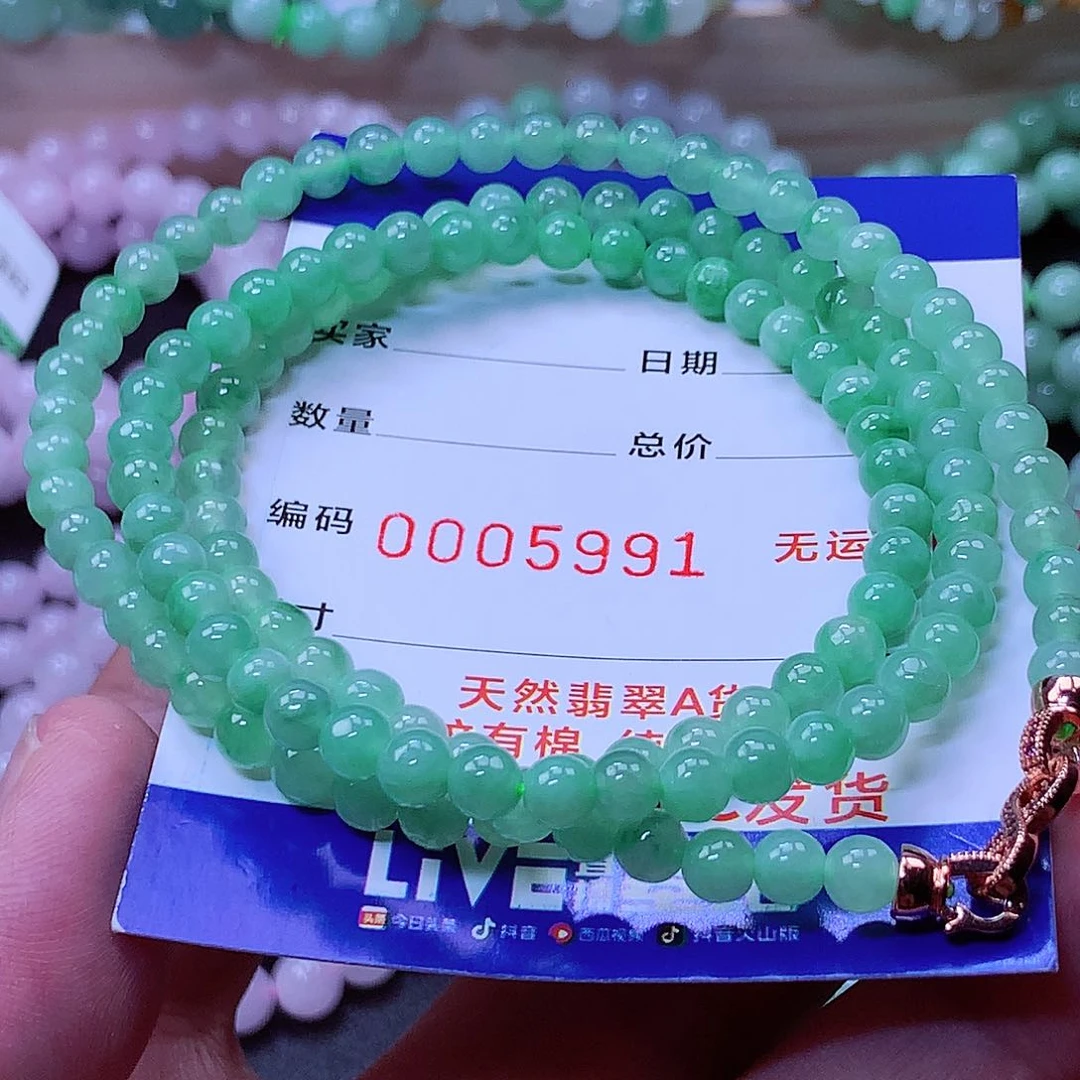 买家 日期
数量 总价
编码 0005991 无运
寸
天然翡翠A货
有棉
发货
LiVE
头条 今日头条 抖音 西瓜视频 抖音火山版